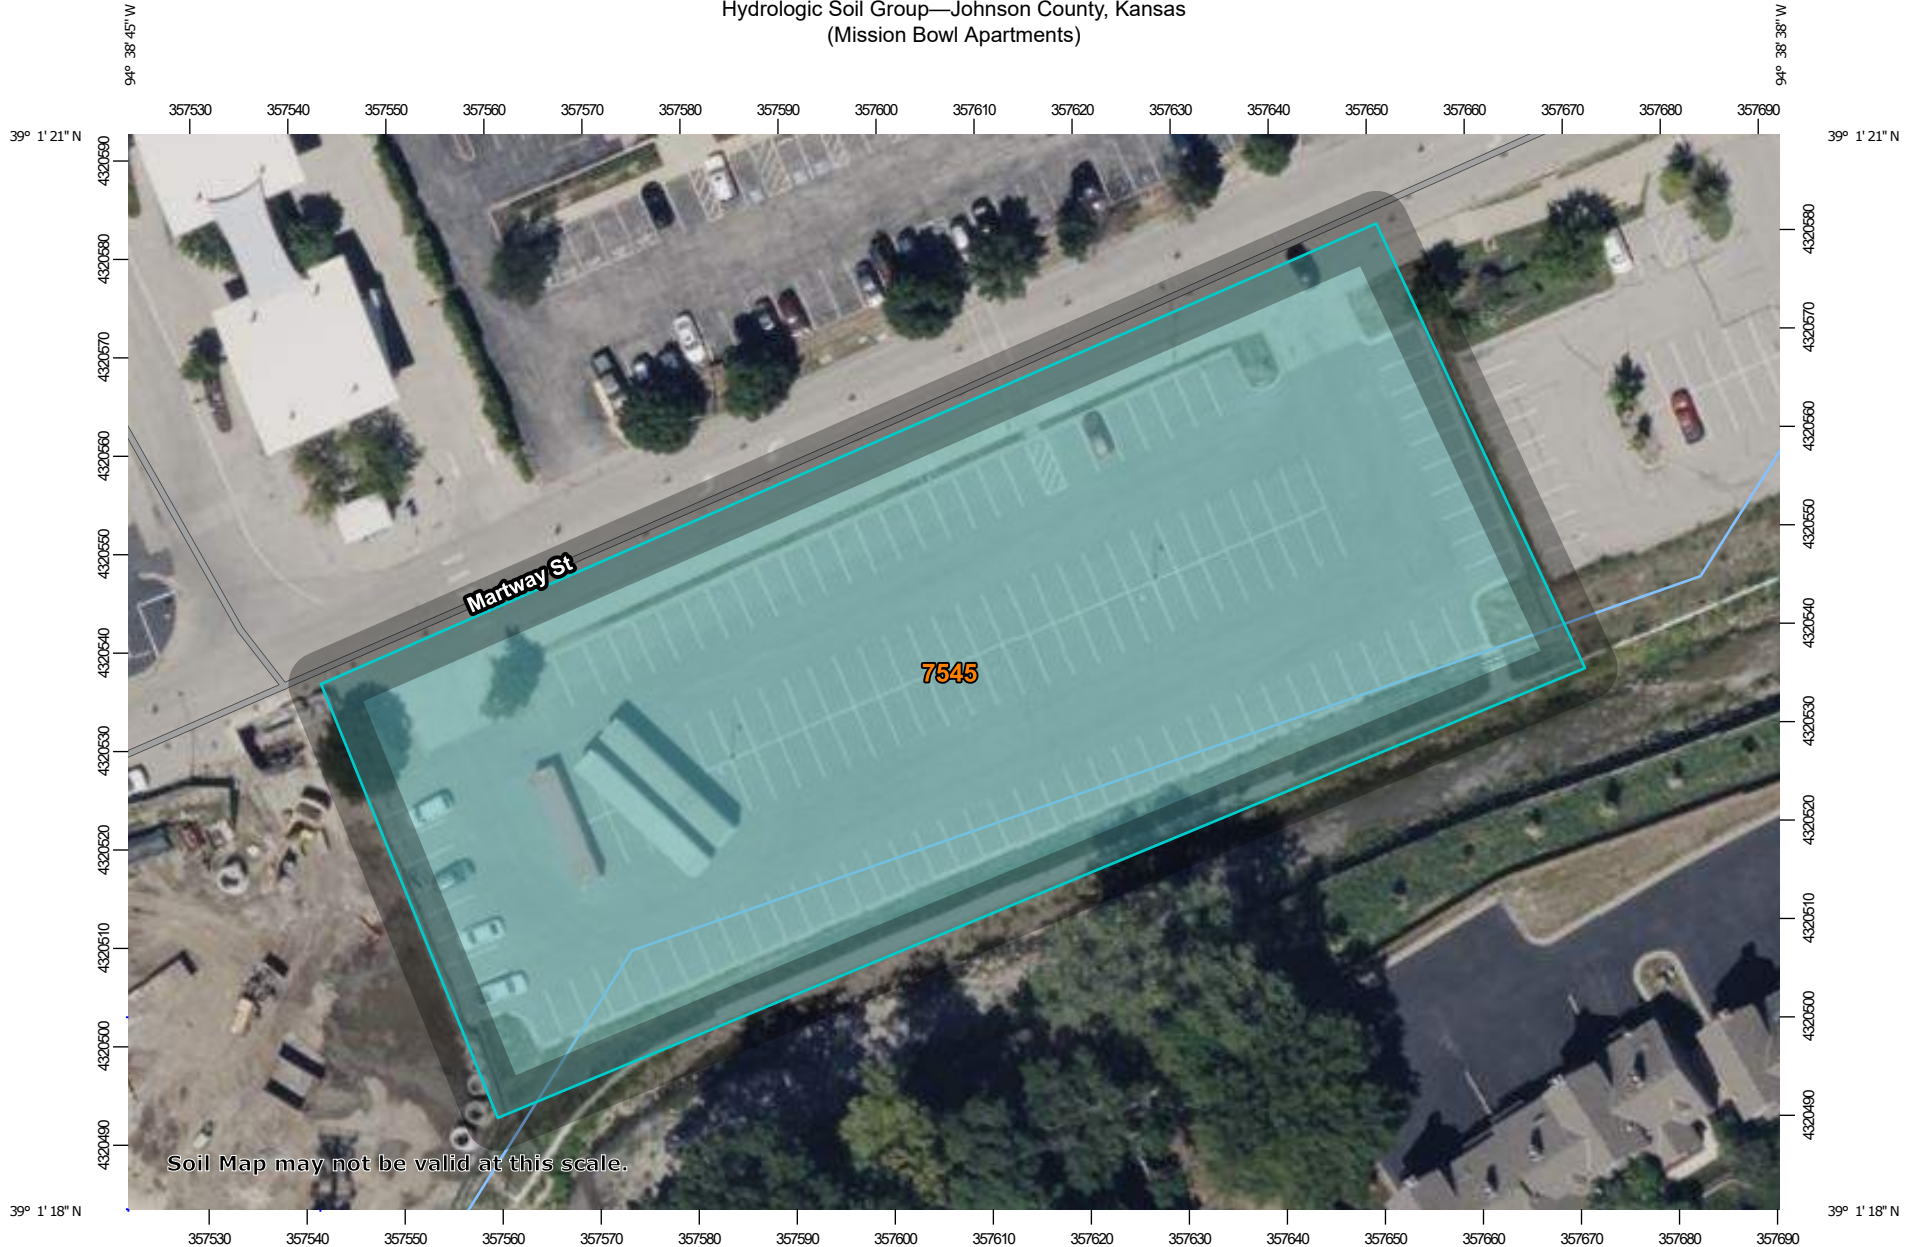 Hydrologic Soil Group—Johnson County, Kansas
(Mission Bowl Apartments)
94° 38' 45" W
94° 38' 38" W
357530 357540 357550 357560 357570 357580 357590 357600 357610 357620 357630 357640 357650 357660 357670 357680 357690
39° 1' 21" N
39° 1' 21" N
4320590
4320580
4320570
4320560
4320550
4320540
4320530
4320520
4320510
4320500
4320490
Martway St
7545
4320580
4320570
4320560
4320550
4320540
4320530
4320520
4320510
4320500
4320490
Soil Map may not be valid at this scale.
39° 1' 18" N
39° 1' 18" N
357530 357540 357550 357560 357570 357580 357590 357600 357610 357620 357630 357640 357650 357660 357670 357680 357690